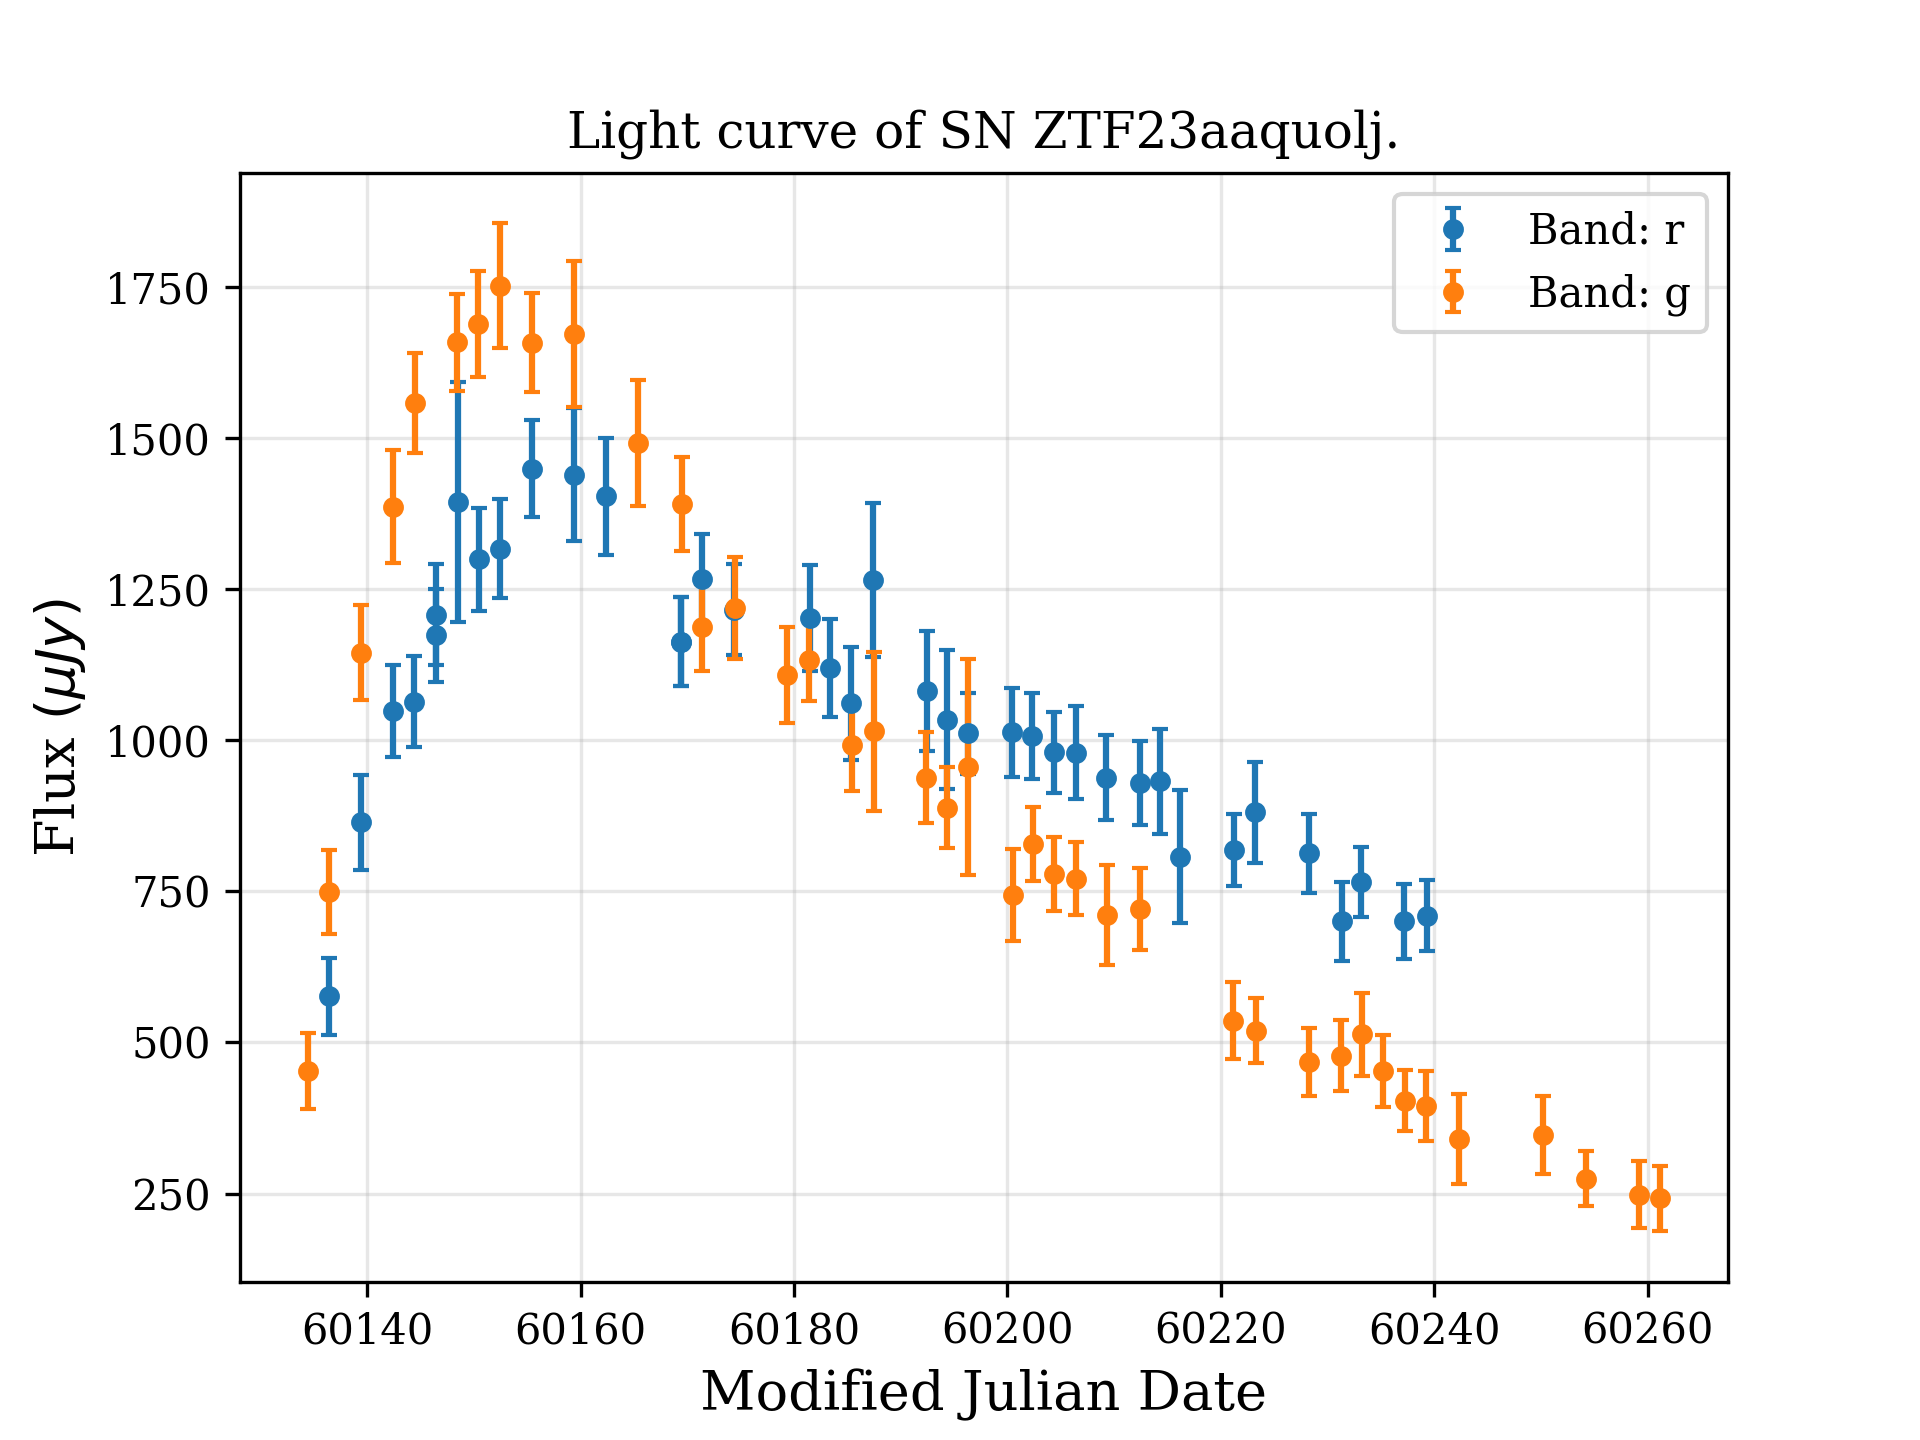 Light curve of SN ZTF23aaquolj.
Band: r
Band: g
1750
1500
1250
1000
750
500
250
Flux (μJy)
60140 60160 60180 60200 60220 60240 60260
Modified Julian Date